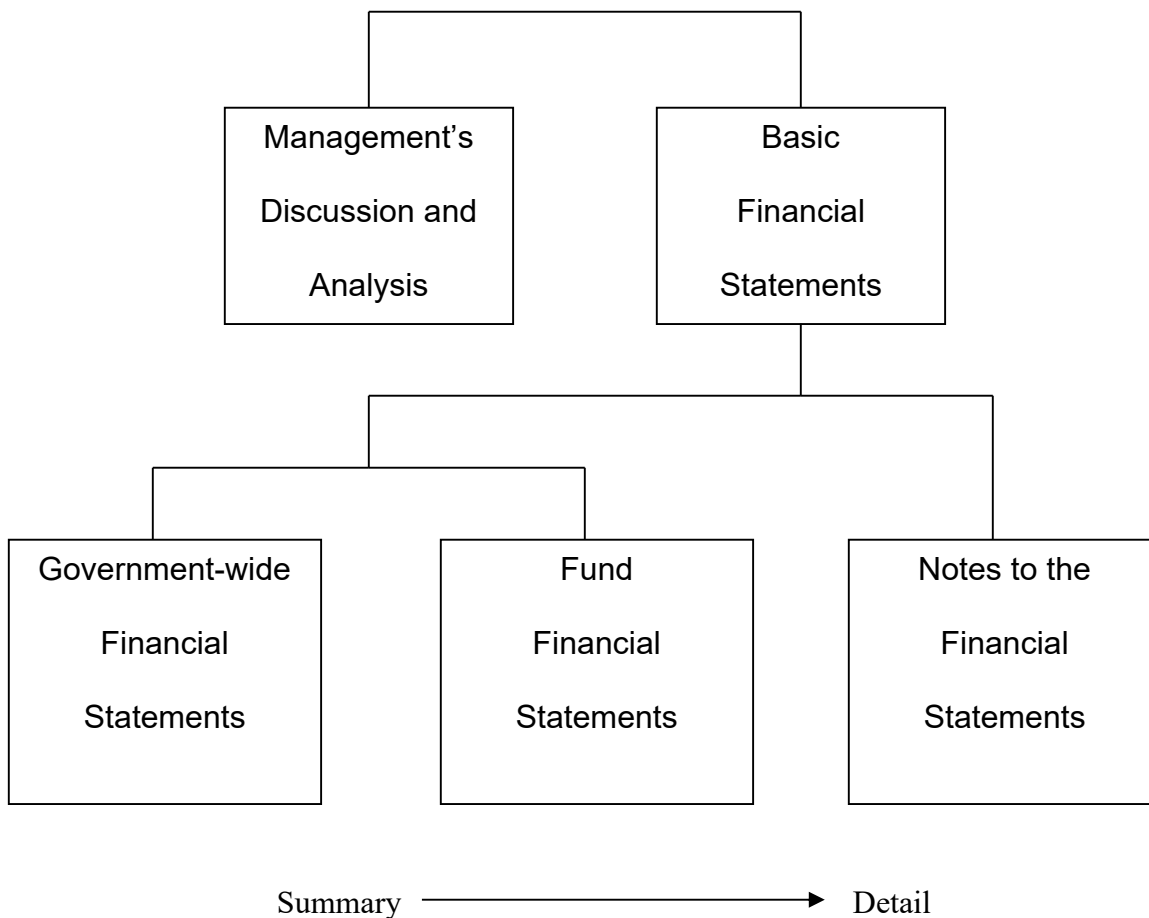 Management’s
Discussion and
Analysis
Basic
Financial
Statements
Government-wide
Financial
Statements
Fund
Financial
Statements
Notes to the
Financial
Statements
Summary
Detail